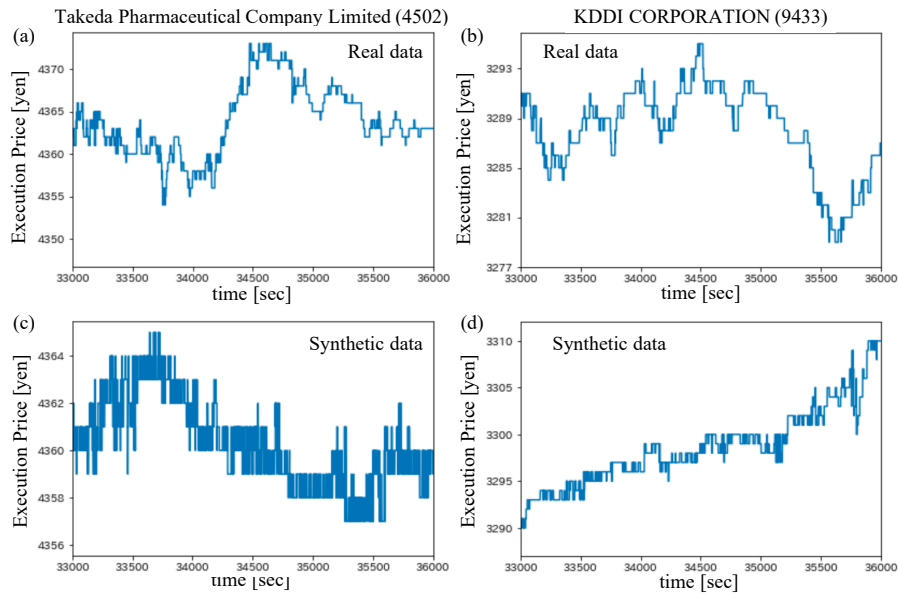 Takeda Pharmaceutical Company Limited (4502)
KDDI CORPORATION (9433)
(a)
Real data
Execution Price [yen]
4370
4365
4360
4355
4350
33000 33500 34000 34500 35000 35500 36000
time [sec]
(b)
Real data
Execution Price [yen]
3293
3289
3285
3281
3277
33000 33500 34000 34500 35000 35500 36000
time [sec]
(c)
Synthetic data
Execution Price [yen]
4364
4362
4360
4358
4356
33000 33500 34000 34500 35000 35500 36000
time [sec]
(d)
Synthetic data
Execution Price [yen]
3310
3305
3300
3295
3290
33000 33500 34000 34500 35000 35500 36000
time [sec]